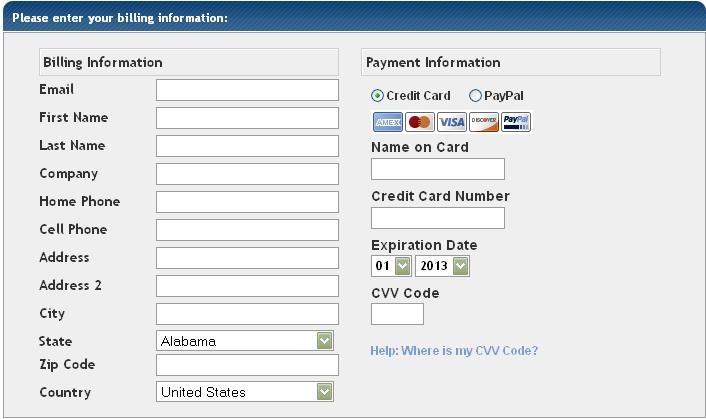 Please enter your billing information:
Billing Information
Email
First Name
Last Name
Company
Home Phone
Cell Phone
Address
Address 2
City
State
Alabama
Zip Code
Country
United States
Payment Information
Credit Card
PayPal
AMEX
VISA
DISCOVER
PayPal
Name on Card
Credit Card Number
Expiration Date
01
2013
CVV Code
Help: Where is my CVV Code?